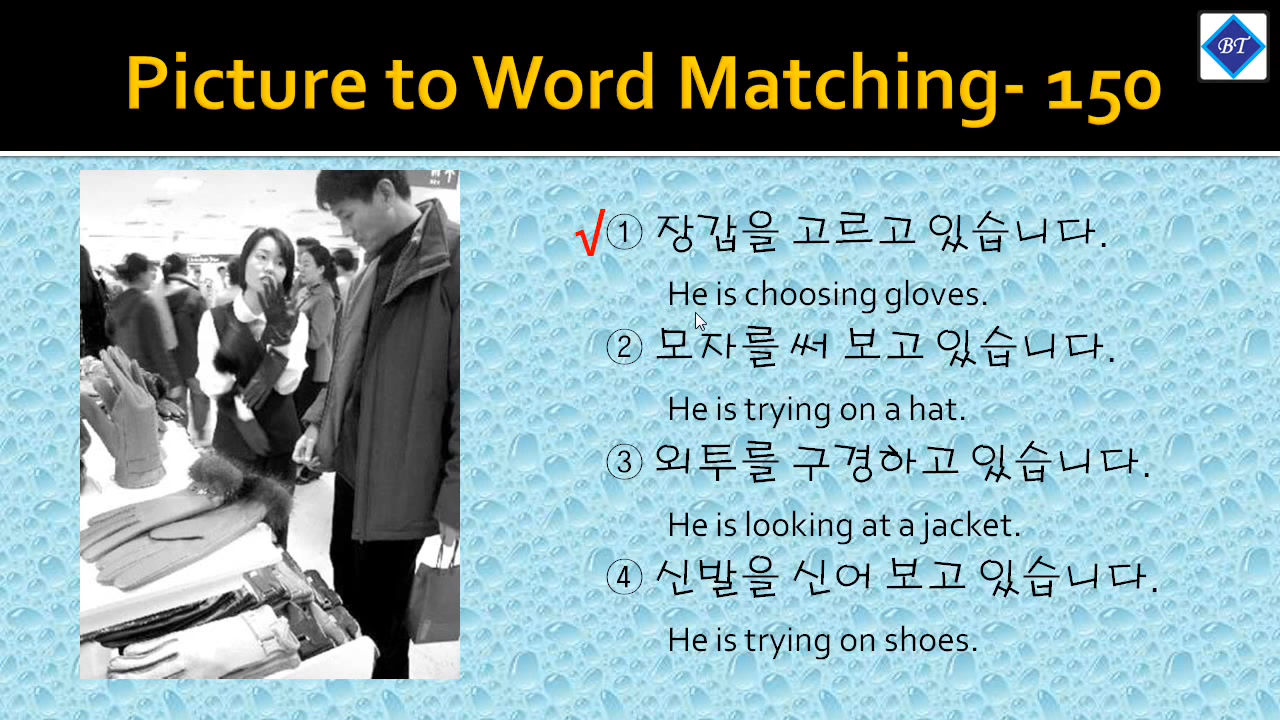 Picture to Word Matching- 150
BT
√① 장갑을 고르고 있습니다.
He is choosing gloves.
② 모자를 써 보고 있습니다.
He is trying on a hat.
③ 외투를 구경하고 있습니다.
He is looking at a jacket.
④ 신발을 신어 보고 있습니다.
He is trying on shoes.